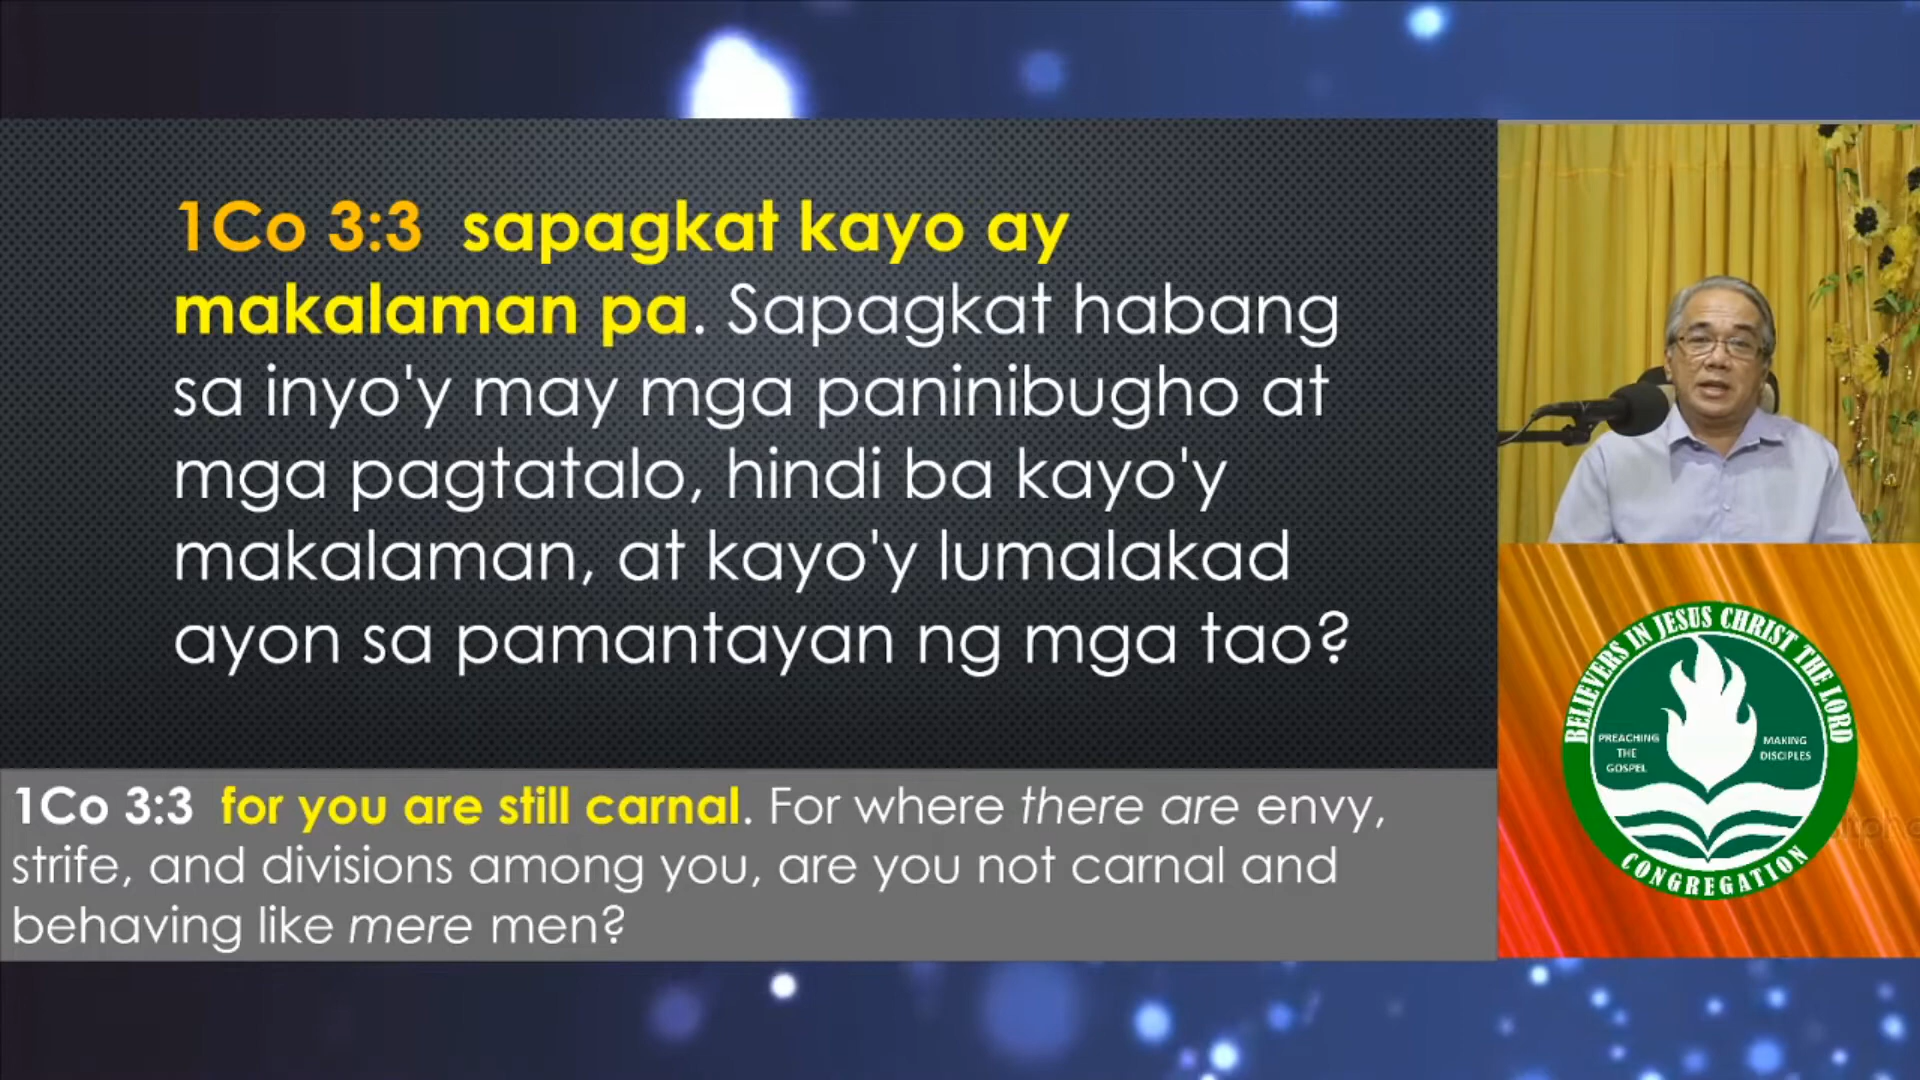 1Co 3:3 sapagkat kayo ay
makalaman pa. Sapagkat habang
sa inyo'y may mga paninibugho at
mga pagtatalo, hindi ba kayo'y
makalaman, at kayo'y lumalakad
ayon sa pamantayan ng mga tao?
1Co 3:3 for you are still carnal. For where there are envy,
strife, and divisions among you, are you not carnal and
behaving like mere men?
BELIEVERS IN JESUS CHRIST THE LORD
PREACHING
THE
GOSPEL
MAKING
DISCIPLES
CONGREGATION